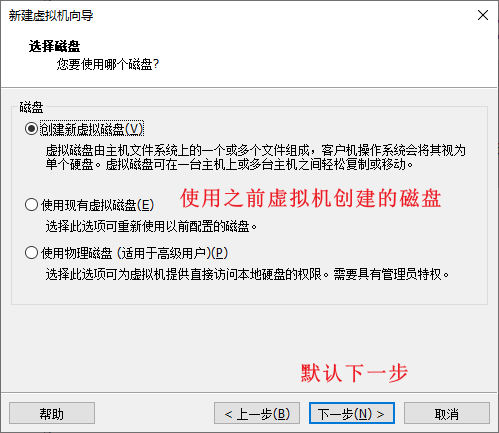 新建虚拟机向导
选择磁盘
您要使用哪个磁盘?
磁盘
创建新虚拟磁盘(V)
虚拟磁盘由主机文件系统上的一个或多个文件组成，客户机操作系统会将其视为
单个硬盘。虚拟磁盘可在一台主机上或多台主机之间轻松复制或移动。
使用现有虚拟磁盘(E)
使用之前虚拟机创建的磁盘
选择此选项可重新使用以前配置的磁盘。
使用物理磁盘 (适用于高级用户)(P)
选择此选项可为虚拟机提供直接访问本地硬盘的权限。需要具有管理员特权。
默认下一步
帮助
< 上一步(B)
下一步(N) >
取消